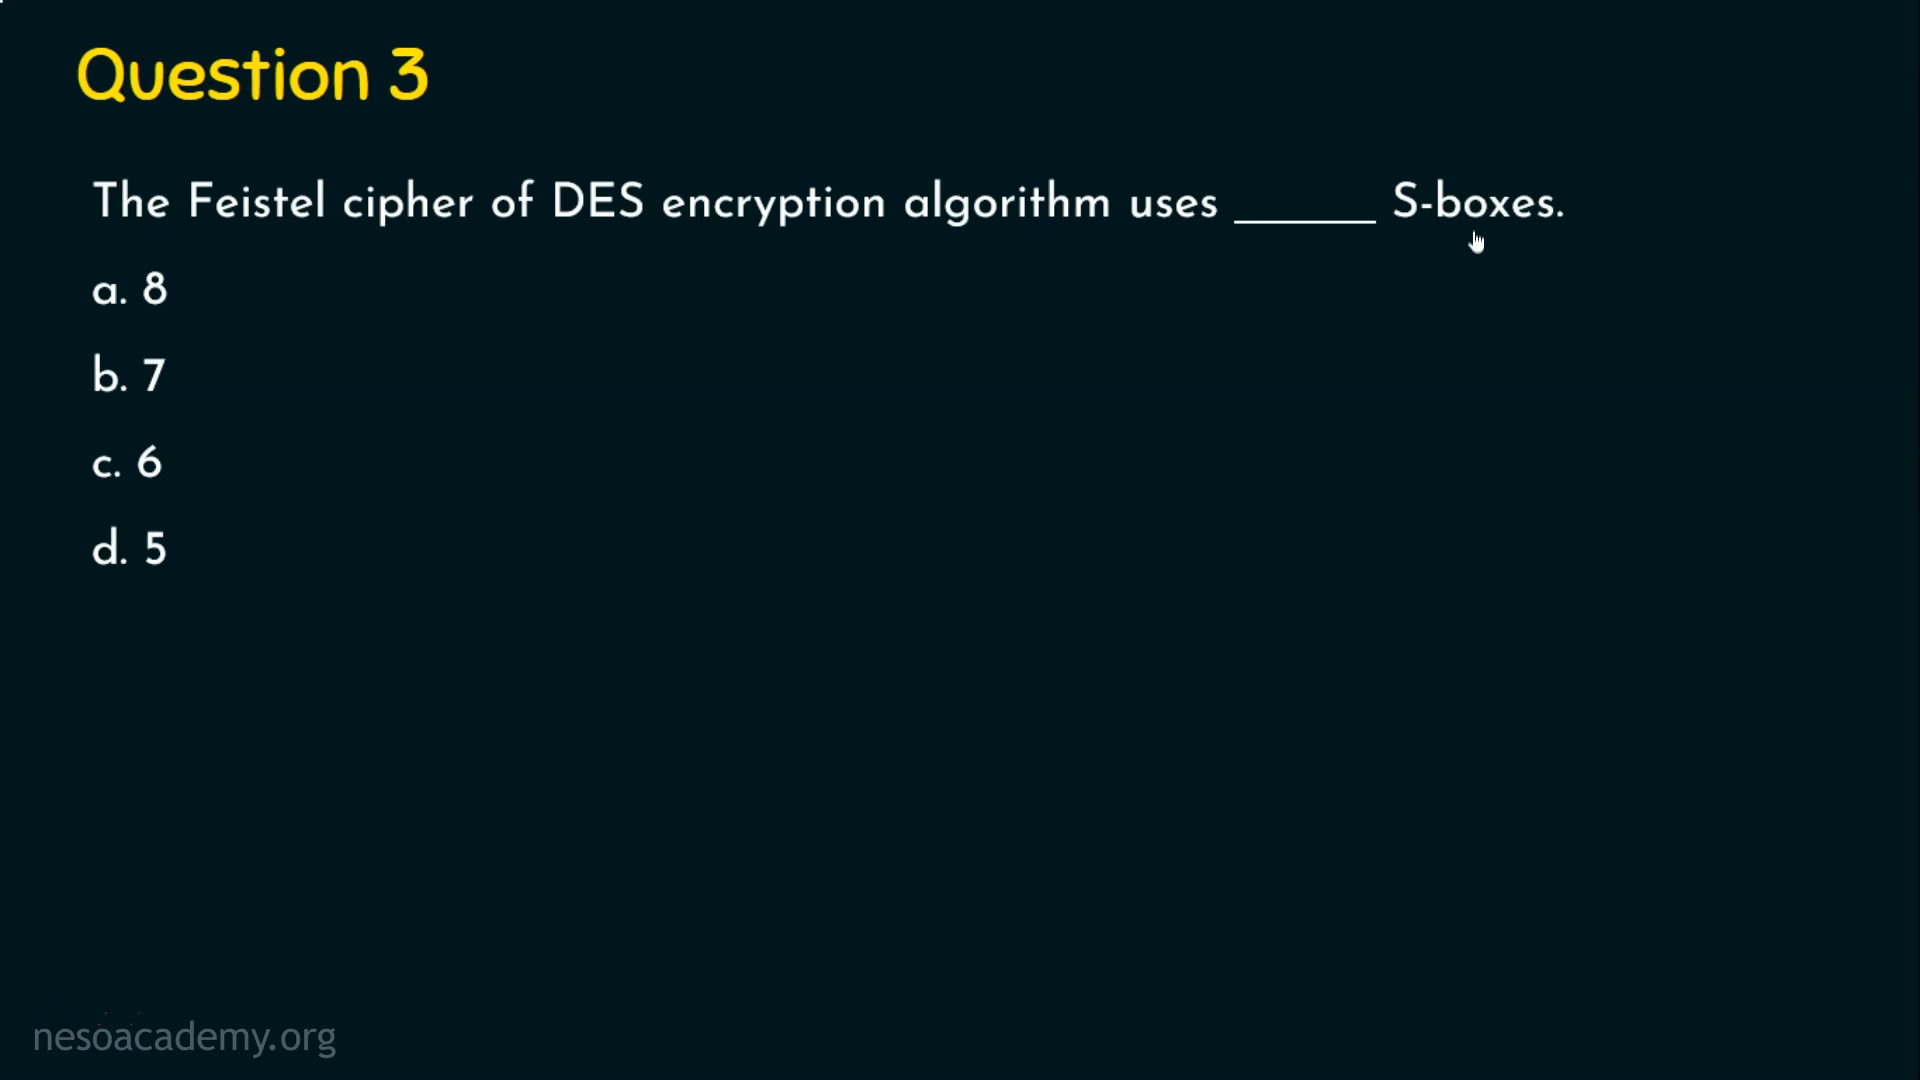 Question 3
The Feistel cipher of DES encryption algorithm uses ______ S-boxes.
a. 8
b. 7
c. 6
d. 5
nesoacademy.org